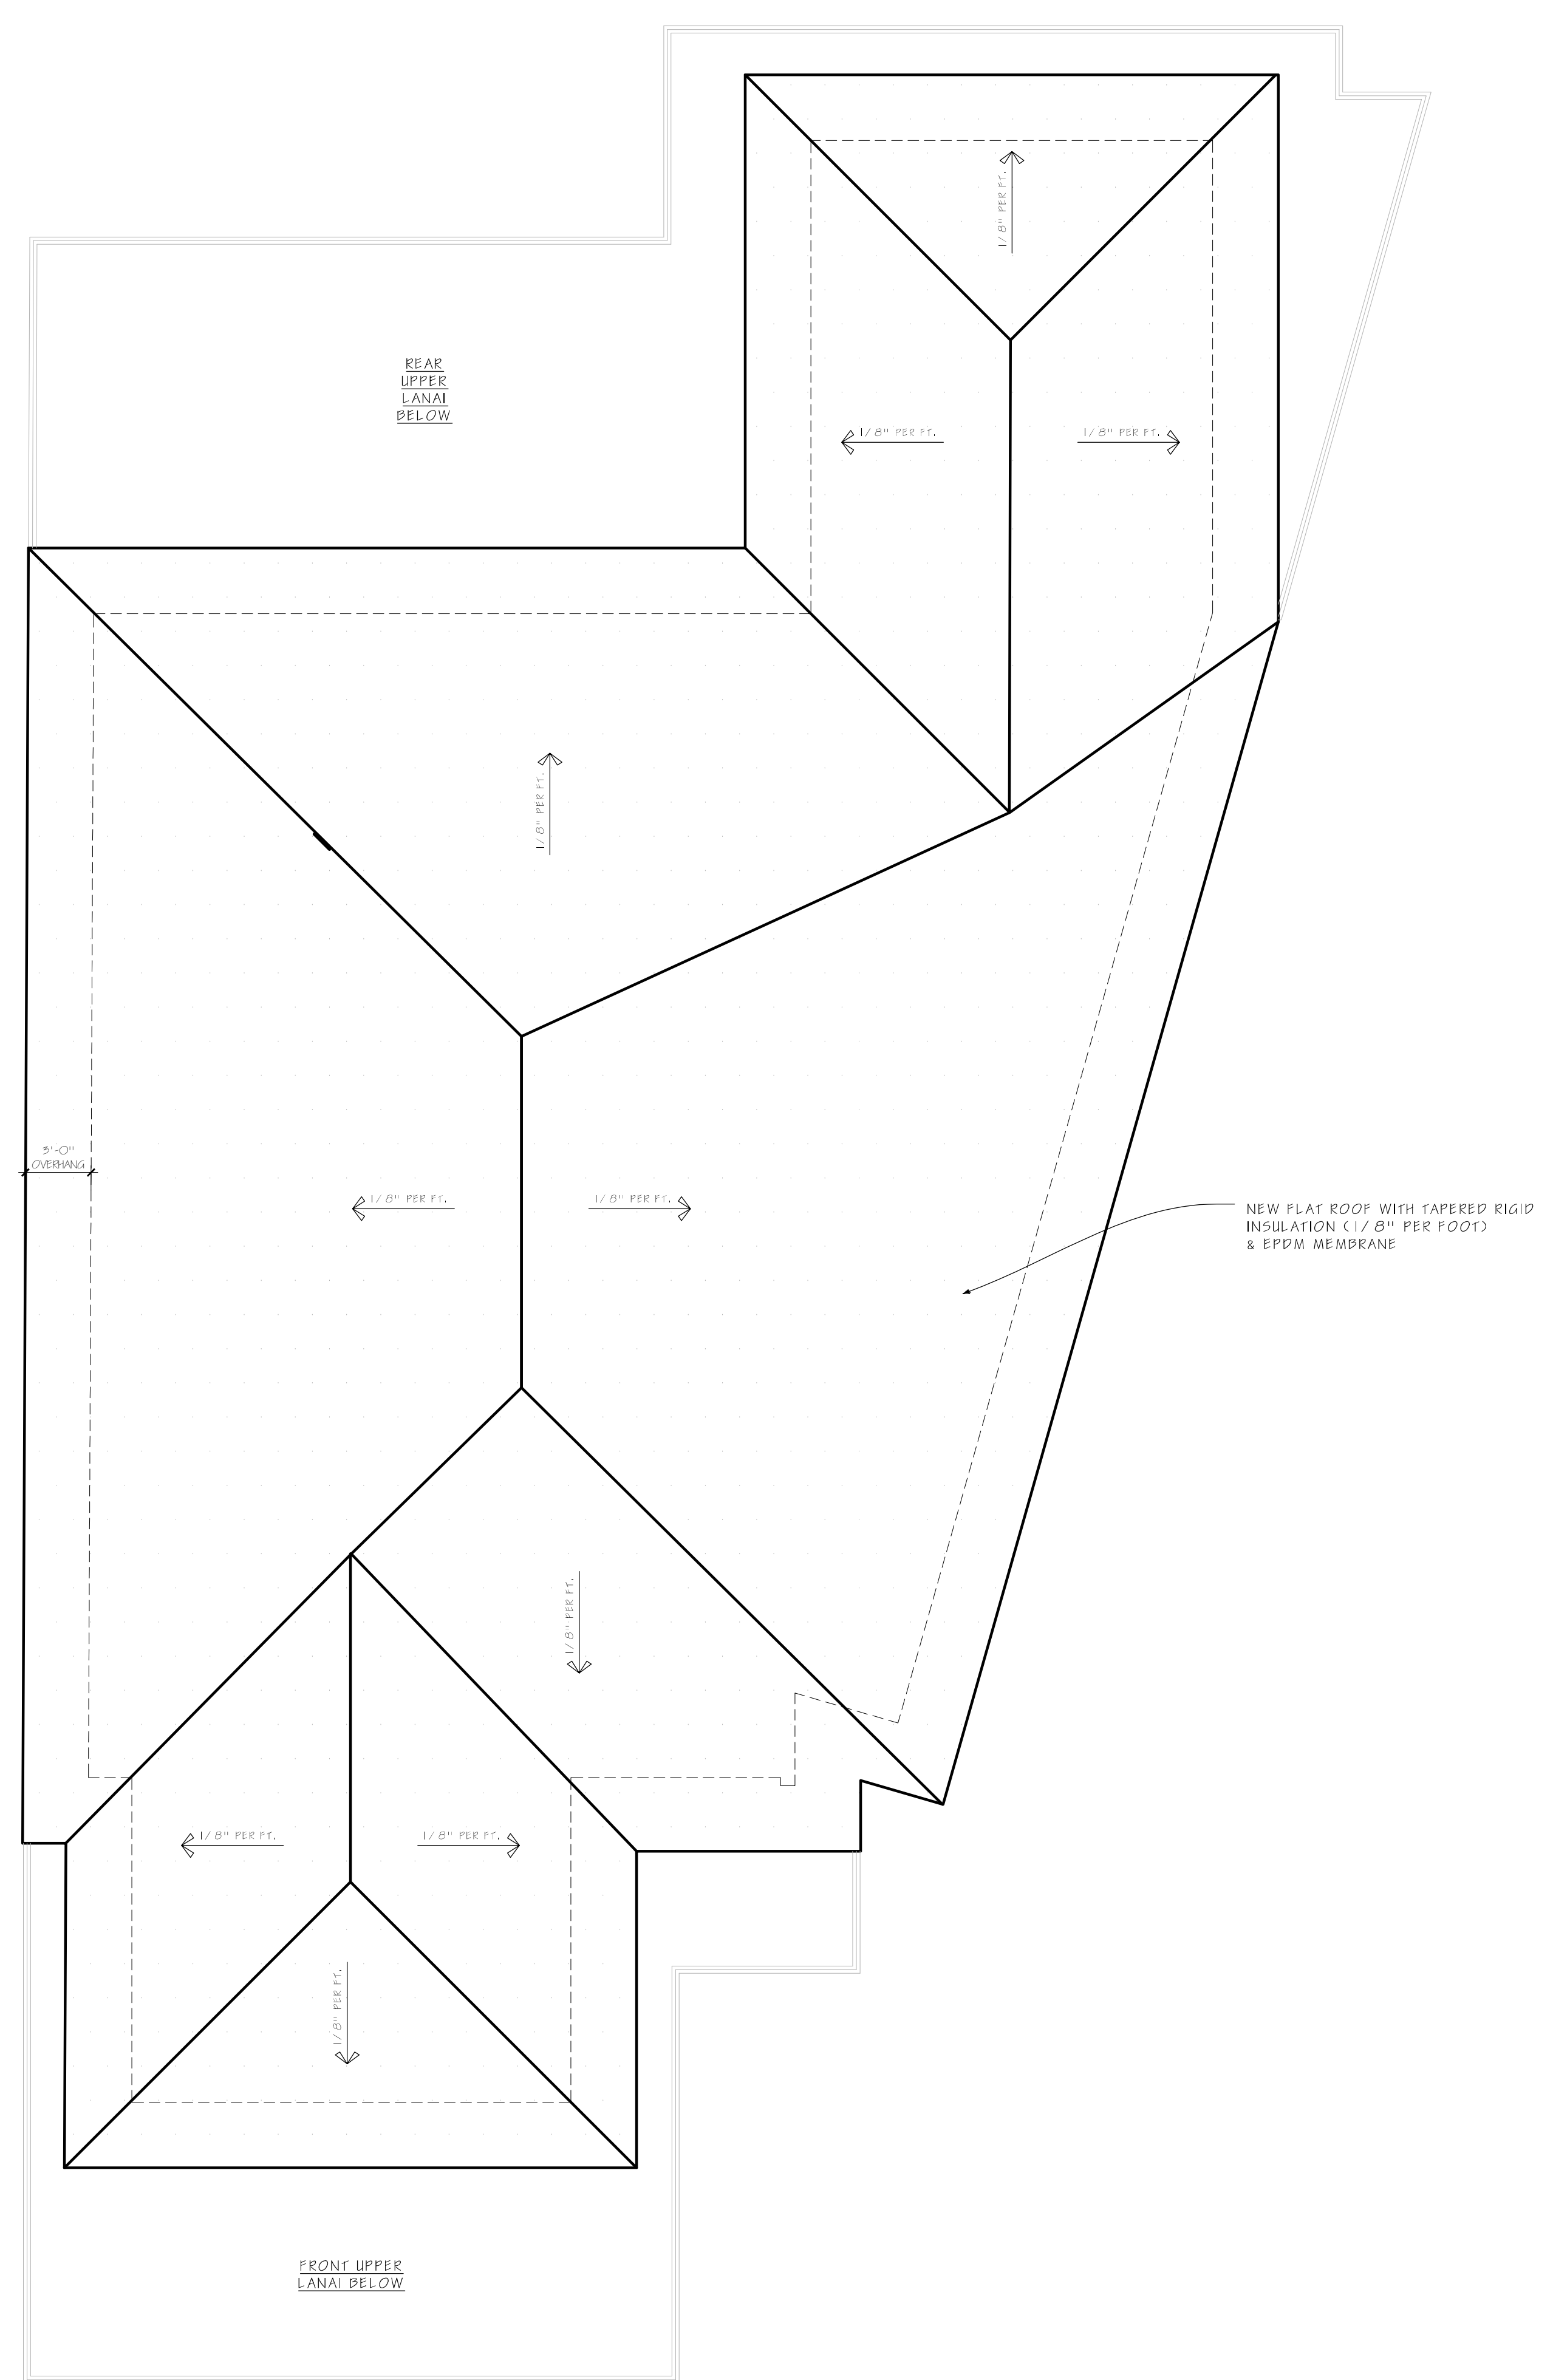 1/8" PER FT.
REAR
UPPER
LANAI
BELOW
1/8" PER FT.
1/8" PER FT.
1/8" PER FT.
3'-0"
OVERHANG
1/8" PER FT.
1/8" PER FT.
NEW FLAT ROOF WITH TAPERED RIGID
INSULATION (1/8" PER FOOT)
& EPDM MEMBRANE
1/8" PER FT.
1/8" PER FT.
1/8" PER FT.
1/8" PER FT.
FRONT UPPER
LANAI BELOW